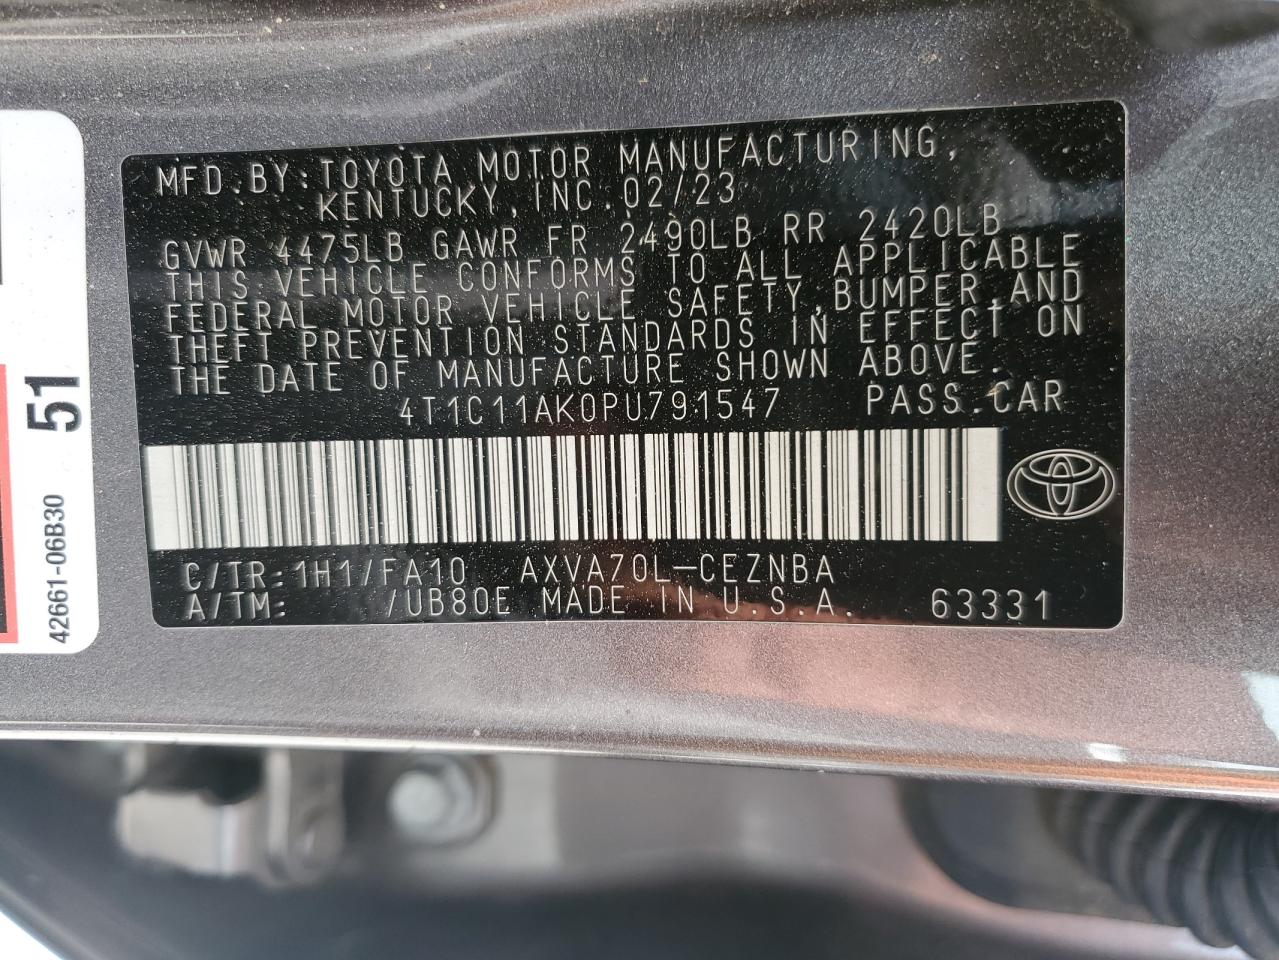 MFD.BY:TOYOTA MOTOR MANUFACTURING,
KENTUCKY, INC. 02/23
GVWR 4475LB GAWR FR 2490LB RR 2420LB
THIS VEHICLE CONFORMS TO ALL APPLICABLE
FEDERAL MOTOR VEHICLE SAFETY,BUMPER,AND
THEFT PREVENTION STANDARDS IN EFFECT ON
THE DATE OF MANUFACTURE SHOWN ABOVE.
4T1C11AK0PU791547 PASS.CAR
C/TR:1H1/FA10 AXVA70L-CEZNBA
A/TM: /UB80E MADE IN U.S.A. 63331
51
42661-06B30